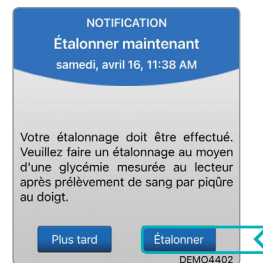 NOTIFICATION
Étalonner maintenant
samedi, avril 16, 11:38 AM
Votre étalonnage doit être effectué.
Veuillez faire un étalonnage au moyen
d'une glycémie mesurée au lecteur
après prélèvement de sang par piqûre
au doigt.
Plus tard Étalonner
DEMO4402